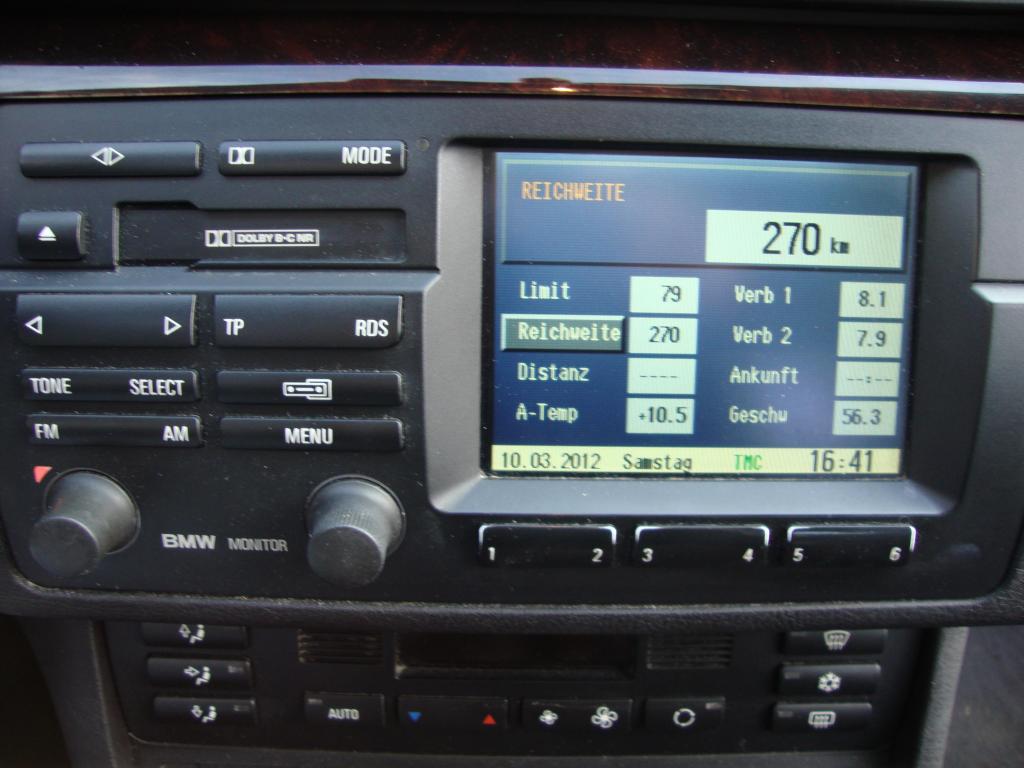 MODE
DOLBY B·C NR
TP RDS
TONE SELECT
FM AM
MENU
BMW MONITOR
REICHWEITE
270 km
Limit 79 Verb 1 8.1
Reichweite 270 Verb 2 7.9
Distanz ---- Ankunft --:--
A-Temp +10.5 Geschw 56.3
10.03.2012 Samstag TMC 16:41
1 2 3 4 5 6
AUTO